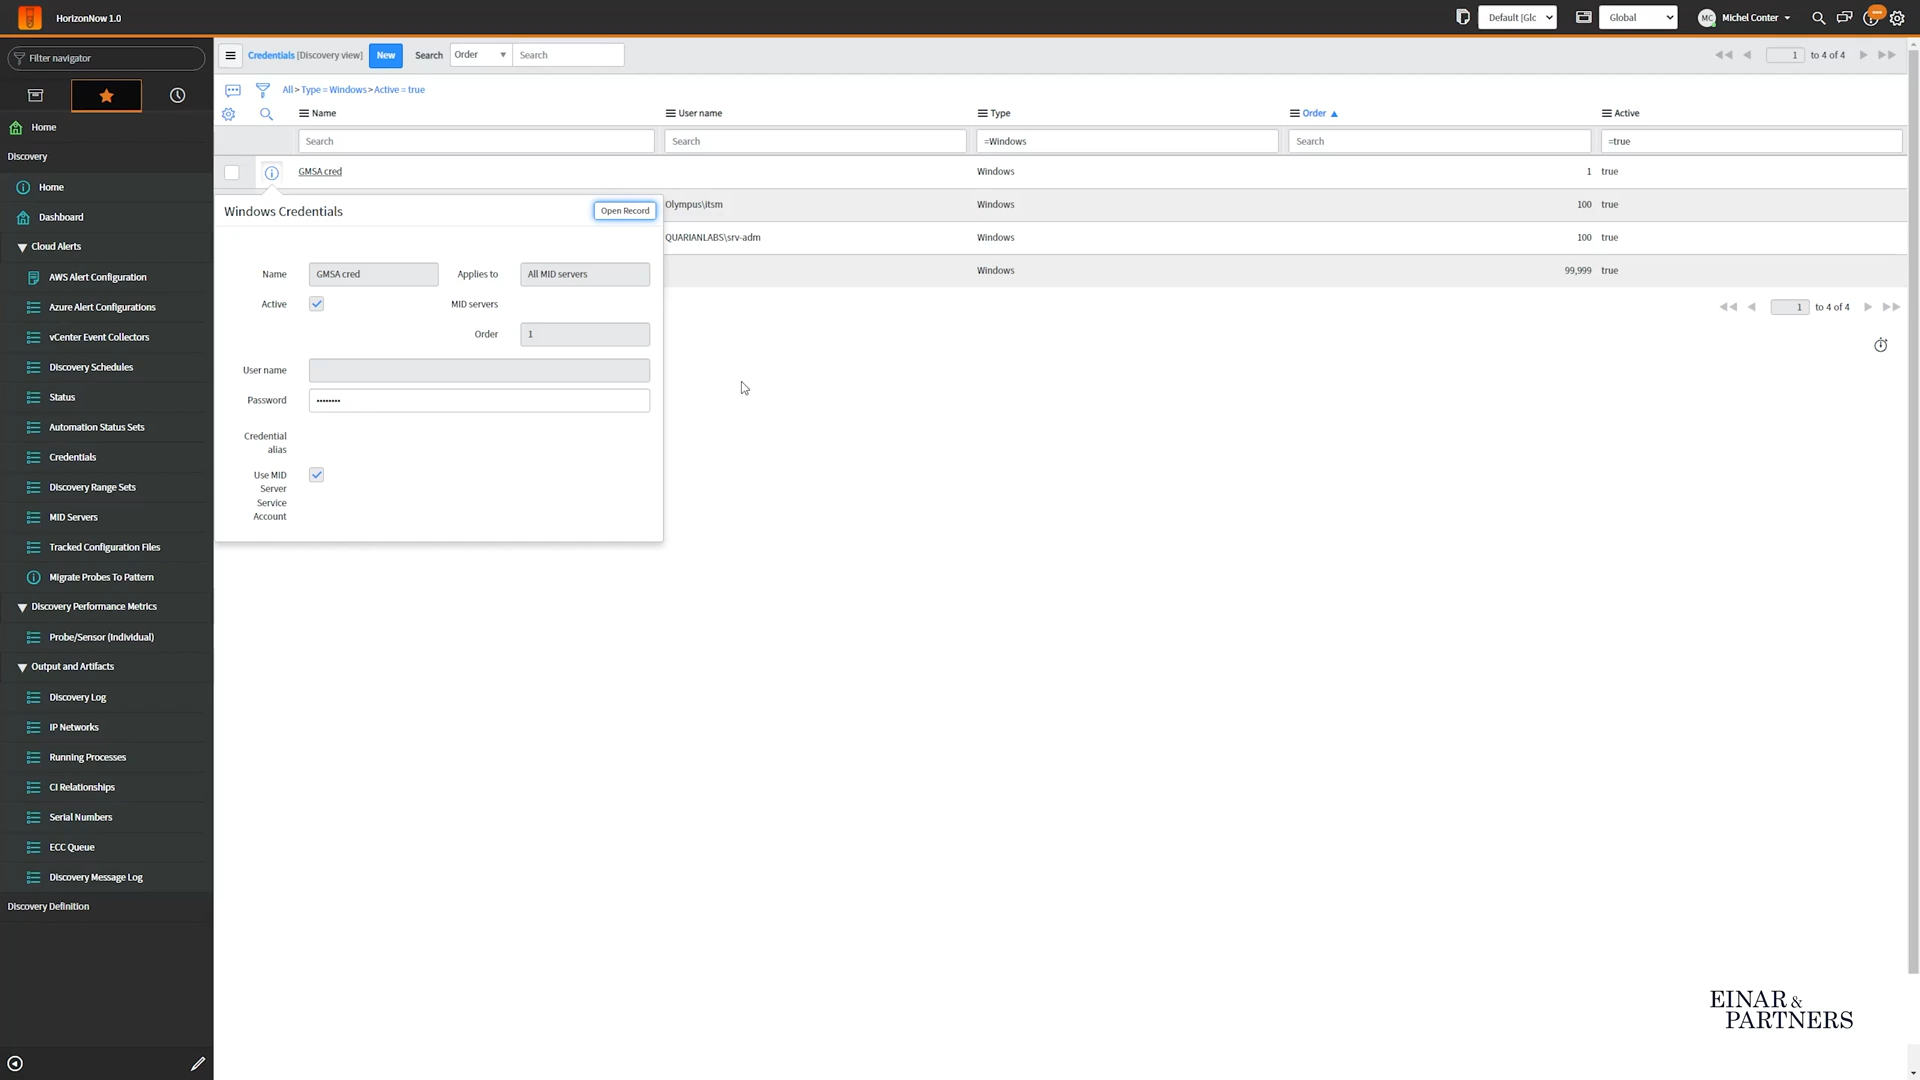 HorizonNow 1.0
Default [Glc
Global
MC
Michel Conter
Filter navigator
Home
Discovery
Home
Dashboard
Cloud Alerts
AWS Alert Configuration
Azure Alert Configurations
vCenter Event Collectors
Discovery Schedules
Status
Automation Status Sets
Credentials
Discovery Range Sets
MID Servers
Tracked Configuration Files
Migrate Probes To Pattern
Discovery Performance Metrics
Probe/Sensor (Individual)
Output and Artifacts
Discovery Log
IP Networks
Running Processes
CI Relationships
Serial Numbers
ECC Queue
Discovery Message Log
Discovery Definition
Credentials [Discovery view] New Search Order Search
1 to 4 of 4
All > Type = Windows > Active = true
Name User name Type Order Active
Search Search =Windows Search =true
GMSA cred Windows 1 true
Olympus\itsm Windows 100 true
QUARIANLABS\srv-adm Windows 100 true
Windows 99,999 true
1 to 4 of 4
Windows Credentials Open Record
Name GMSA cred Applies to All MID servers
Active MID servers
Order 1
User name
Password ••••••••
Credential
alias
Use MID
Server
Service
Account
EINAR &
PARTNERS